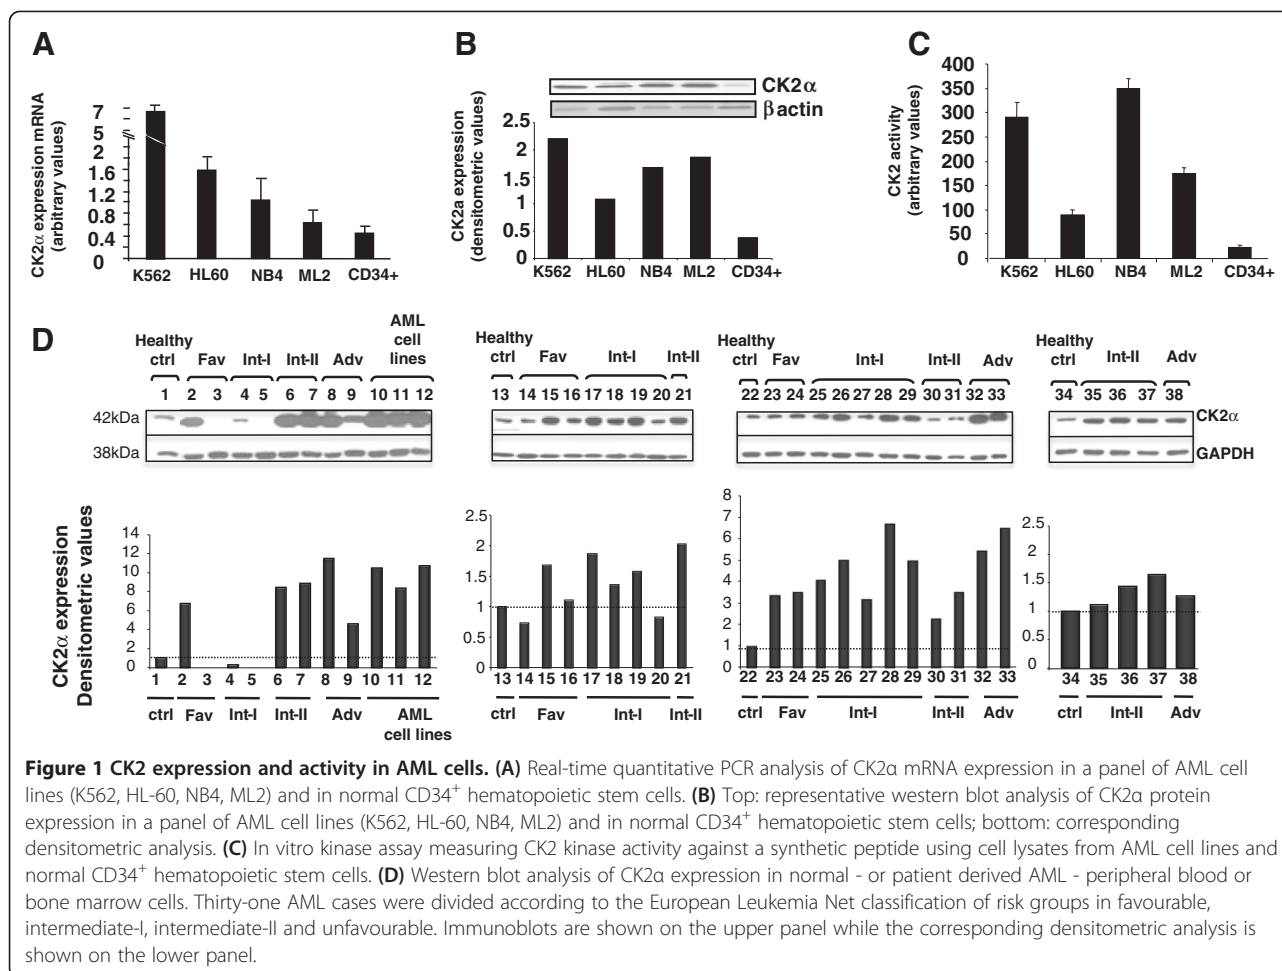 A
CK2α expression mRNA
(arbitrary values)
7
5
2
1.6
1.2
0.8
0.4
0
K562 HL60 NB4 ML2 CD34+
B
CK2α
βactin
CK2a expression
(densitometric values)
2.5
2
1.5
1
0.5
0
K562 HL60 NB4 ML2 CD34+
C
CK2 activity
(arbitrary values)
400
350
300
250
200
150
100
50
0
K562 HL60 NB4 ML2 CD34+
D
Healthy ctrl Fav Int-I Int-II Adv AML cell lines
1 2 3 4 5 6 7 8 9 10 11 12
42kDa
38kDa
Healthy ctrl Fav Int-I Int-II
13 14 15 16 17 18 19 20 21
Healthy ctrl Fav Int-I Int-II Adv
22 23 24 25 26 27 28 29 30 31 32 33
Healthy ctrl Int-II Adv
34 35 36 37 38
CK2α
GAPDH
CK2α expression
Densitometric values
14
12
10
8
6
4
2
0
1 2 3 4 5 6 7 8 9 10 11 12
ctrl Fav Int-I Int-II Adv AML
cell lines
2.5
2
1.5
1
0.5
0
13 14 15 16 17 18 19 20 21
ctrl Fav Int-I Int-II
8
7
6
5
4
3
2
1
0
22 23 24 25 26 27 28 29 30 31 32 33
ctrl Fav Int-I Int-II Adv
2.5
2
1.5
1
0.5
0
34 35 36 37 38
ctrl Int-II Adv
Figure 1 CK2 expression and activity in AML cells. (A) Real-time quantitative PCR analysis of CK2α mRNA expression in a panel of AML cell
lines (K562, HL-60, NB4, ML2) and in normal CD34+ hematopoietic stem cells. (B) Top: representative western blot analysis of CK2α protein
expression in a panel of AML cell lines (K562, HL-60, NB4, ML2) and in normal CD34+ hematopoietic stem cells; bottom: corresponding
densitometric analysis. (C) In vitro kinase assay measuring CK2 kinase activity against a synthetic peptide using cell lysates from AML cell lines and
normal CD34+ hematopoietic stem cells. (D) Western blot analysis of CK2α expression in normal - or patient derived AML - peripheral blood or
bone marrow cells. Thirty-one AML cases were divided according to the European Leukemia Net classification of risk groups in favourable,
intermediate-I, intermediate-II and unfavourable. Immunoblots are shown on the upper panel while the corresponding densitometric analysis is
shown on the lower panel.